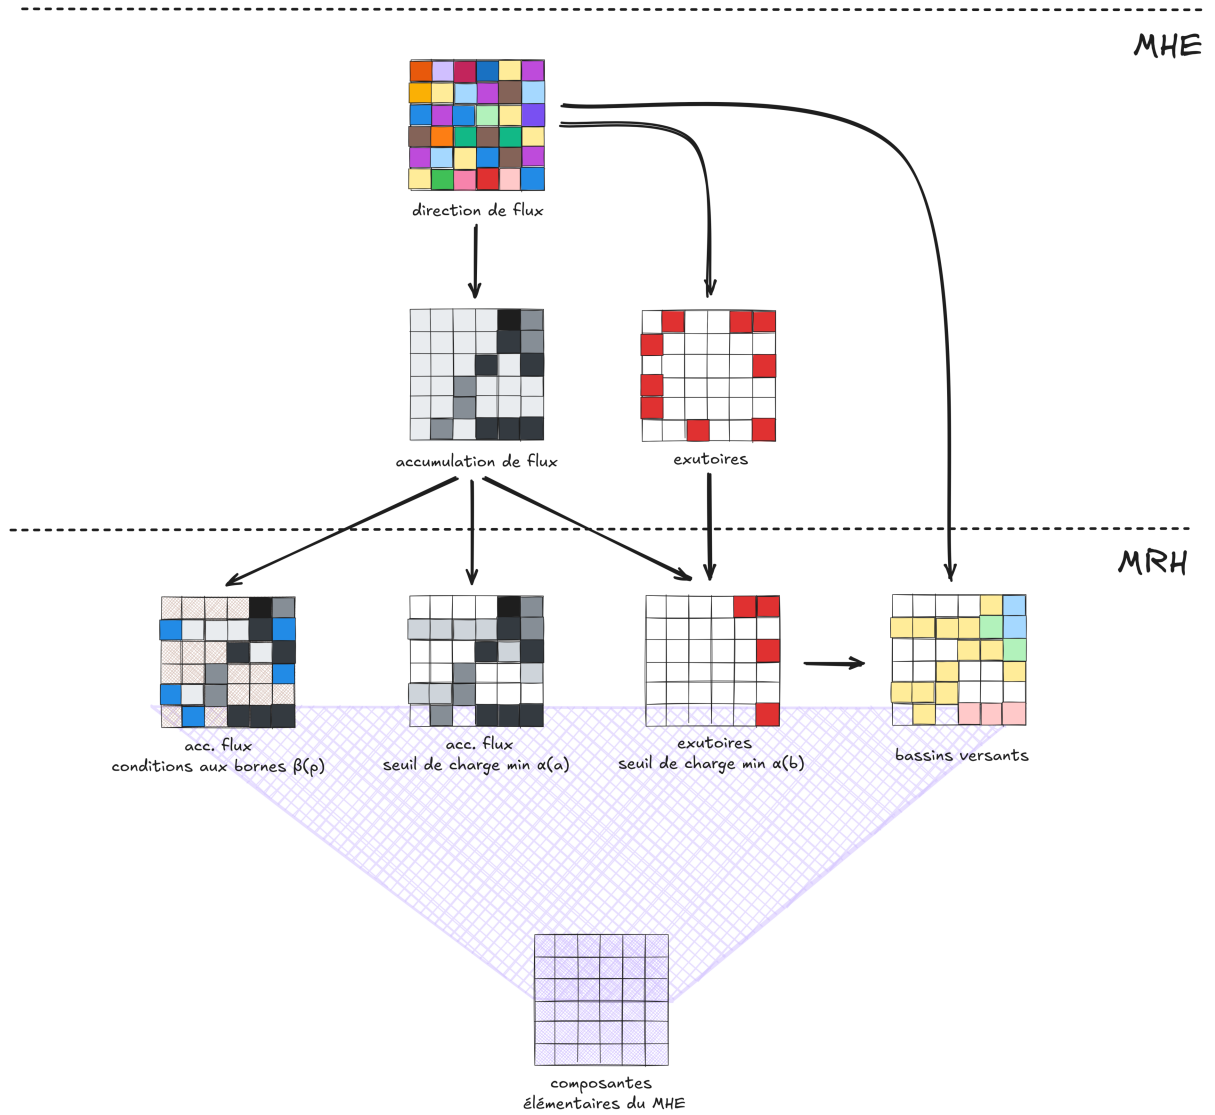 MHE
direction de flux
accumulation de flux
exutoires
MRH
acc. flux
conditions aux bornes β(ρ)
acc. flux
seuil de charge min α(a)
exutoires
seuil de charge min α(b)
bassins versants
composantes
élémentaires du MHE